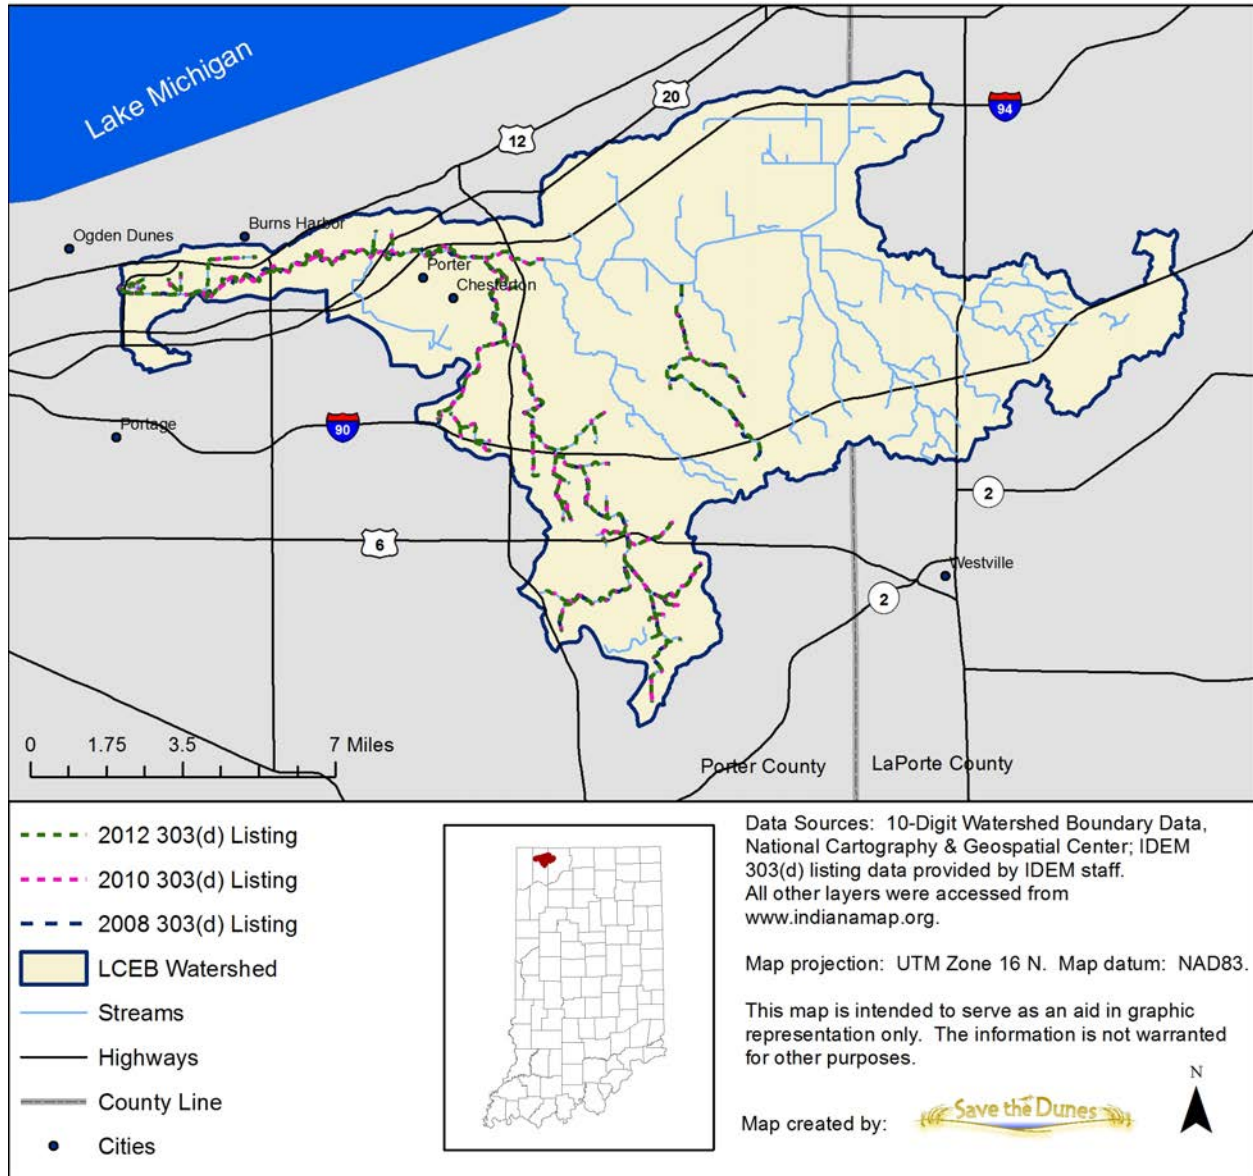 Lake Michigan
20
94
12
Ogden Dunes
Burns Harbor
Porter
Chesterton
Portage
90
2
6
Westville
2
0 1.75 3.5 7 Miles
Porter County
LaPorte County
2012 303(d) Listing
2010 303(d) Listing
2008 303(d) Listing
LCEB Watershed
Streams
Highways
County Line
Cities
Data Sources: 10-Digit Watershed Boundary Data,
National Cartography & Geospatial Center; IDEM
303(d) listing data provided by IDEM staff.
All other layers were accessed from
www.indianamap.org.
Map projection: UTM Zone 16 N. Map datum: NAD83.
This map is intended to serve as an aid in graphic
representation only. The information is not warranted
for other purposes.
N
Map created by:
Save the Dunes